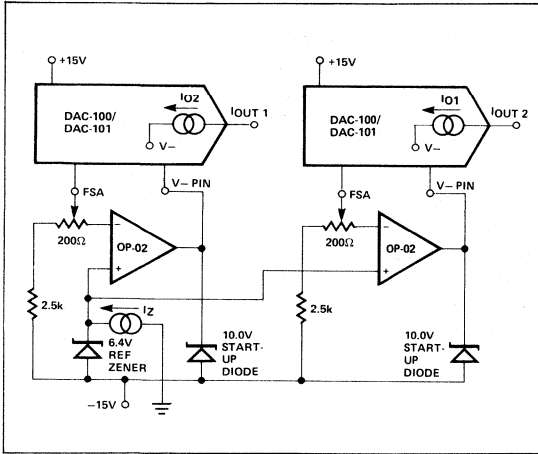 +15V
DAC-100/
DAC-101
IO2
IOUT 1
V−
V− PIN
FSA
200Ω
−
+
OP-02
2.5k
IZ
6.4V
REF
ZENER
10.0V
START-
UP
DIODE
−15V
+15V
DAC-100/
DAC-101
IO1
IOUT 2
V−
V− PIN
FSA
200Ω
−
+
OP-02
2.5k
10.0V
START-
UP
DIODE